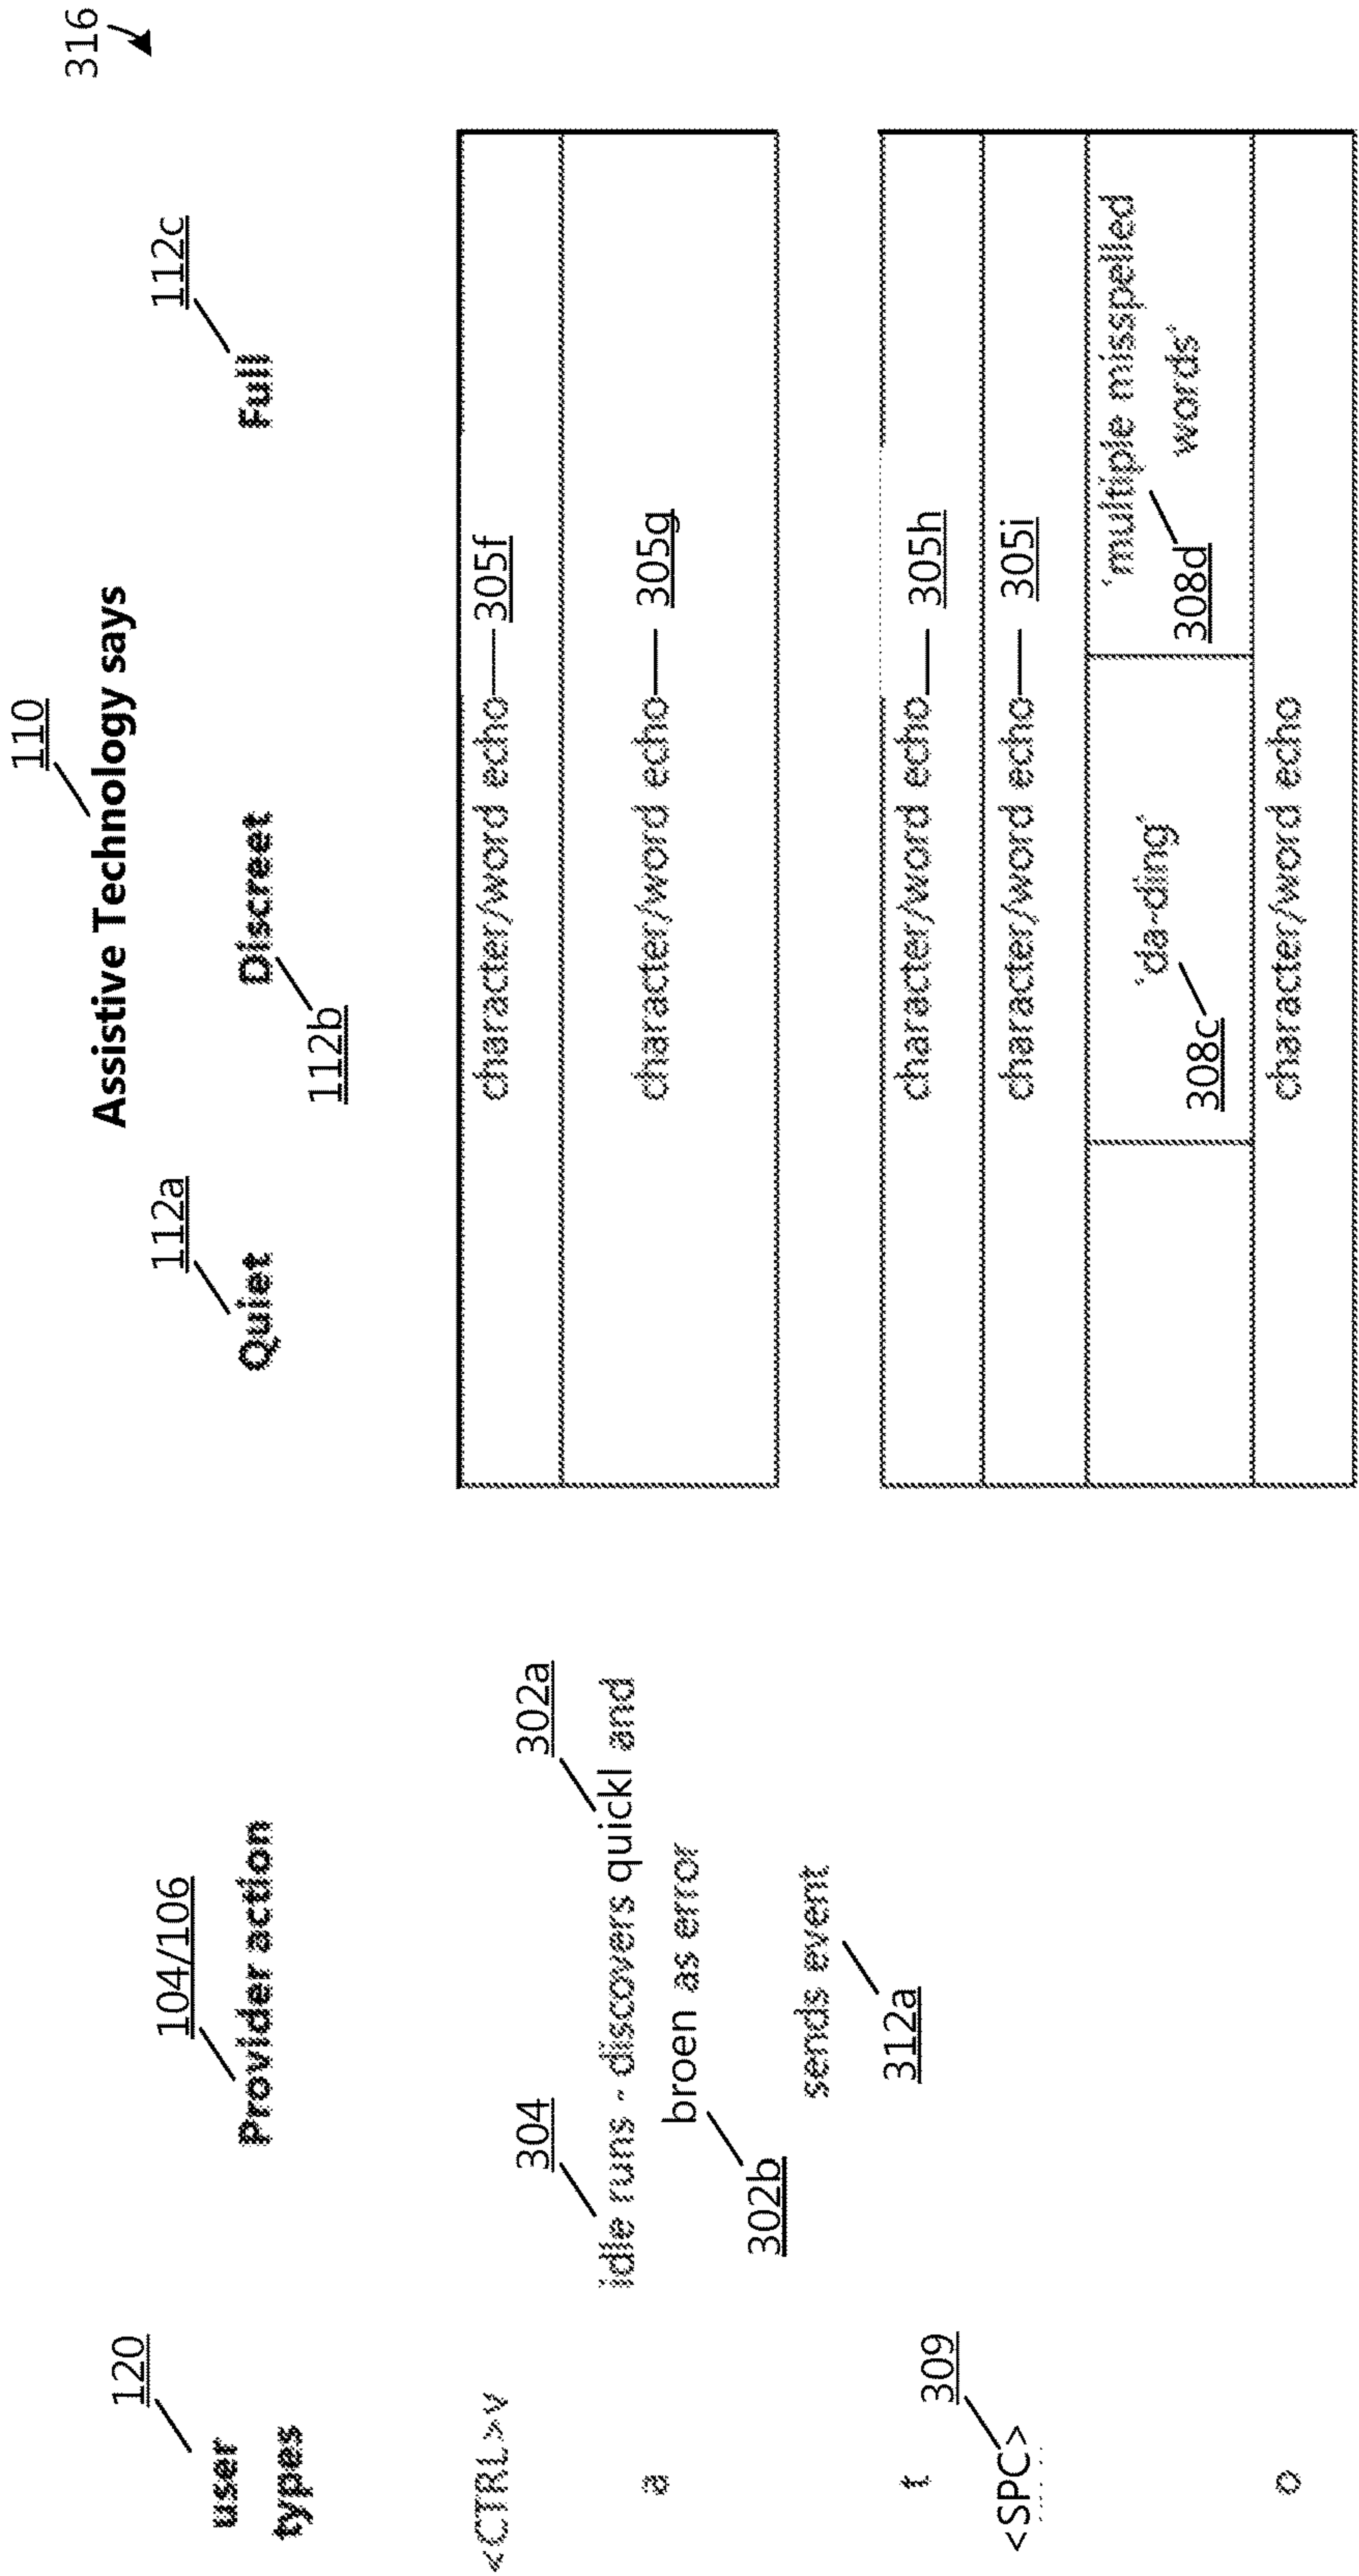 316
110
Assistive Technology says
120
104/106
112a
112c
user
types
Provider action
Quiet
Discreet
Full
112b
<CTRL>v
character/word echo
305f
304
302a
a
idle runs - discovers quickl and
broen as error
302b
character/word echo
305g
sends event
312a
t
character/word echo
305h
309
<SPC>
character/word echo
305i
"da-ding"
308c
"multiple misspelled
words"
308d
o
character/word echo